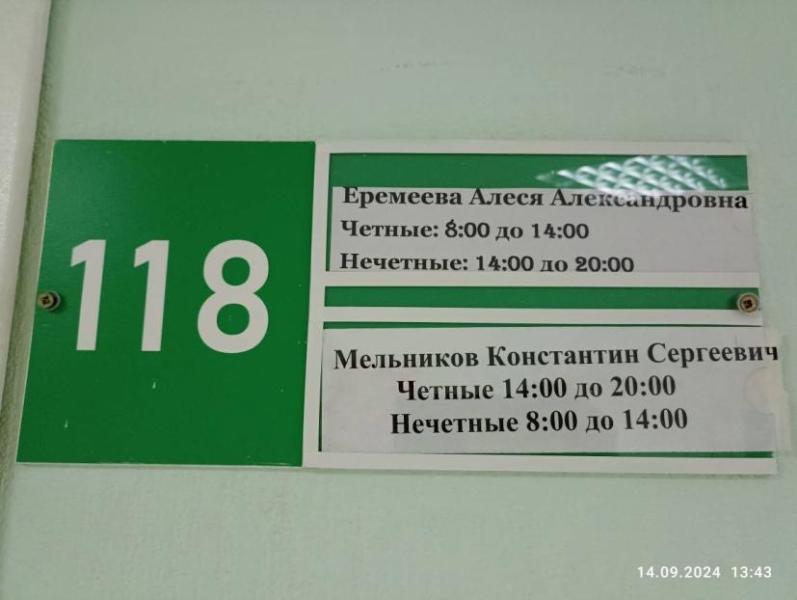 118
Еремеева Алеся Александровна
Четные: 8:00 до 14:00
Нечетные: 14:00 до 20:00
Мельников Константин Сергеевич
Четные 14:00 до 20:00
Нечетные 8:00 до 14:00
14.09.2024 13:43